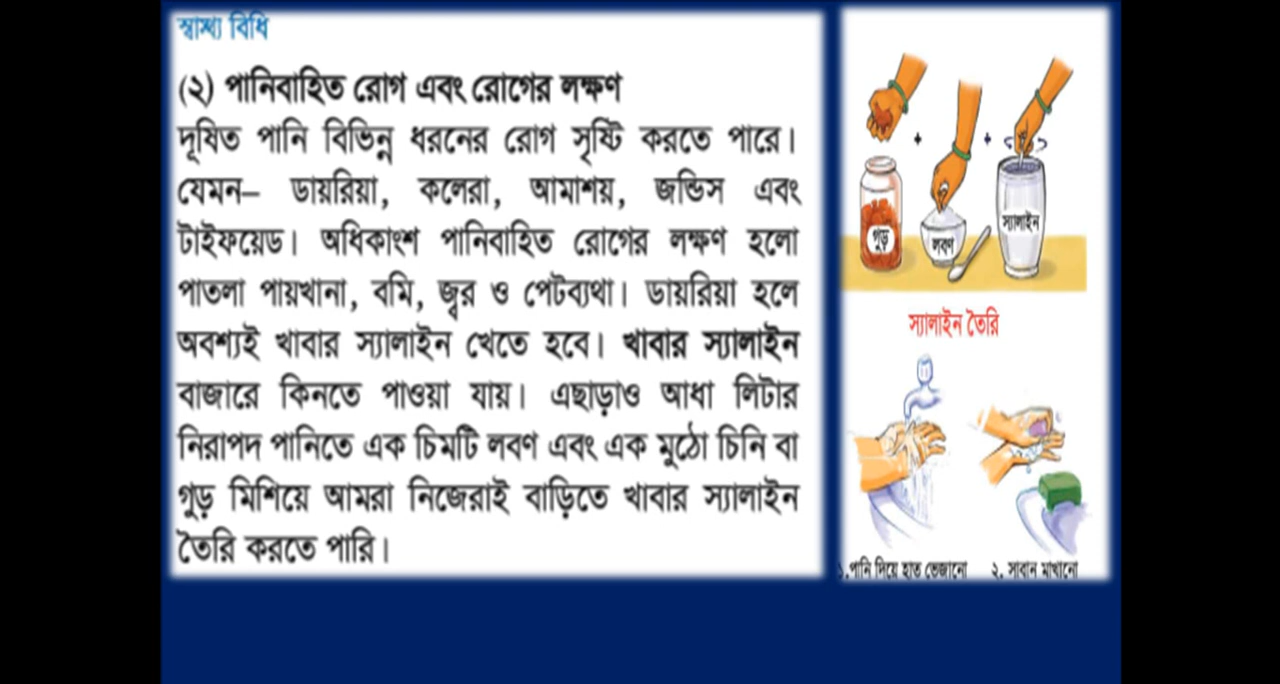 স্বাস্থ্য বিধি
(২) পানিবাহিত রোগ এবং রোগের লক্ষণ
দূষিত পানি বিভিন্ন ধরনের রোগ সৃষ্টি করতে পারে।
যেমন– ডায়রিয়া, কলেরা, আমাশয়, জন্ডিস এবং
টাইফয়েড। অধিকাংশ পানিবাহিত রোগের লক্ষণ হলো
পাতলা পায়খানা, বমি, জ্বর ও পেটব্যথা। ডায়রিয়া হলে
অবশ্যই খাবার স্যালাইন খেতে হবে। খাবার স্যালাইন
বাজারে কিনতে পাওয়া যায়। এছাড়াও আধা লিটার
নিরাপদ পানিতে এক চিমটি লবণ এবং এক মুঠো চিনি বা
গুড় মিশিয়ে আমরা নিজেরাই বাড়িতে খাবার স্যালাইন
তৈরি করতে পারি।
+ +
গুড় লবণ স্যালাইন
স্যালাইন তৈরি
১.পানি দিয়ে হাত ভেজানো ২. সাবান মাখানো